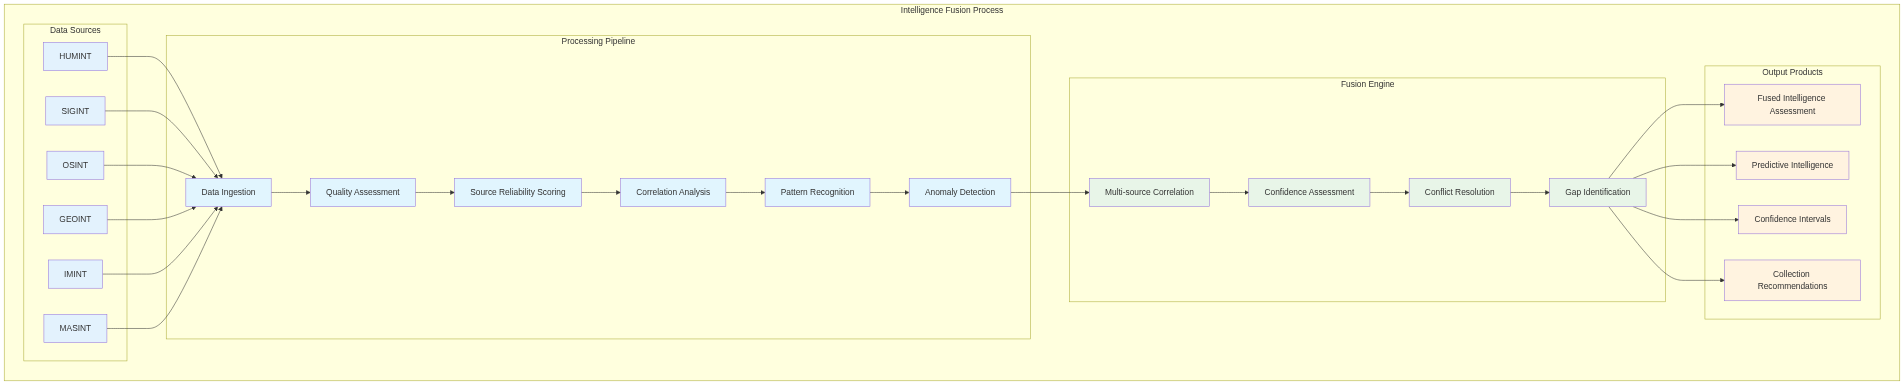 Intelligence Fusion Process
Data Sources
HUMINT
SIGINT
OSINT
GEOINT
IMINT
MASINT
Processing Pipeline
Data Ingestion
Quality Assessment
Source Reliability Scoring
Correlation Analysis
Pattern Recognition
Anomaly Detection
Fusion Engine
Multi-source Correlation
Confidence Assessment
Conflict Resolution
Gap Identification
Output Products
Fused Intelligence
Assessment
Predictive Intelligence
Confidence Intervals
Collection
Recommendations